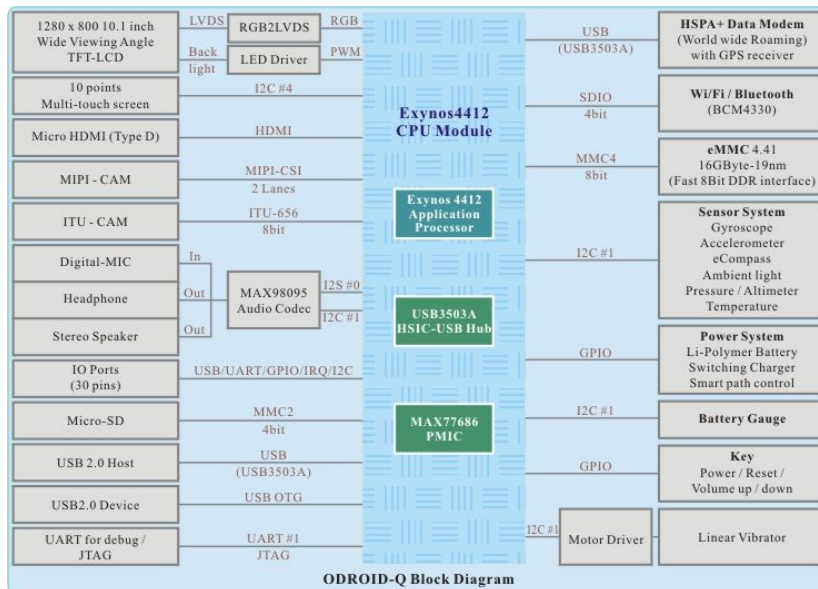 1280 x 800 10.1 inch
Wide Viewing Angle
TFT-LCD
LVDS
RGB2LVDS
RGB
Back
light
LED Driver
PWM
10 points
Multi-touch screen
I2C #4
Micro HDMI (Type D)
HDMI
MIPI - CAM
MIPI-CSI
2 Lanes
ITU - CAM
ITU-656
8bit
Digital-MIC
In
Headphone
Out
Stereo Speaker
Out
MAX98095
Audio Codec
I2S #0
I2C #1
IO Ports
(30 pins)
USB/UART/GPIO/IRQ/I2C
Micro-SD
MMC2
4bit
USB 2.0 Host
USB
(USB3503A)
USB2.0 Device
USB OTG
UART for debug /
JTAG
UART #1
JTAG
Exynos4412
CPU Module
Exynos 4412
Application
Processor
USB3503A
HSIC-USB Hub
MAX77686
PMIC
USB
(USB3503A)
HSPA+ Data Modem
(World wide Roaming)
with GPS receiver
SDIO
4bit
Wi/Fi / Bluetooth
(BCM4330)
MMC4
8bit
eMMC 4.41
16GByte-19nm
(Fast 8Bit DDR interface)
I2C #1
Sensor System
Gyroscope
Accelerometer
eCompass
Ambient light
Pressure / Altimeter
Temperature
GPIO
Power System
Li-Polymer Battery
Switching Charger
Smart path control
I2C #1
Battery Gauge
GPIO
Key
Power / Reset /
Volume up / down
I2C #1
Motor Driver
Linear Vibrator
ODROID-Q Block Diagram